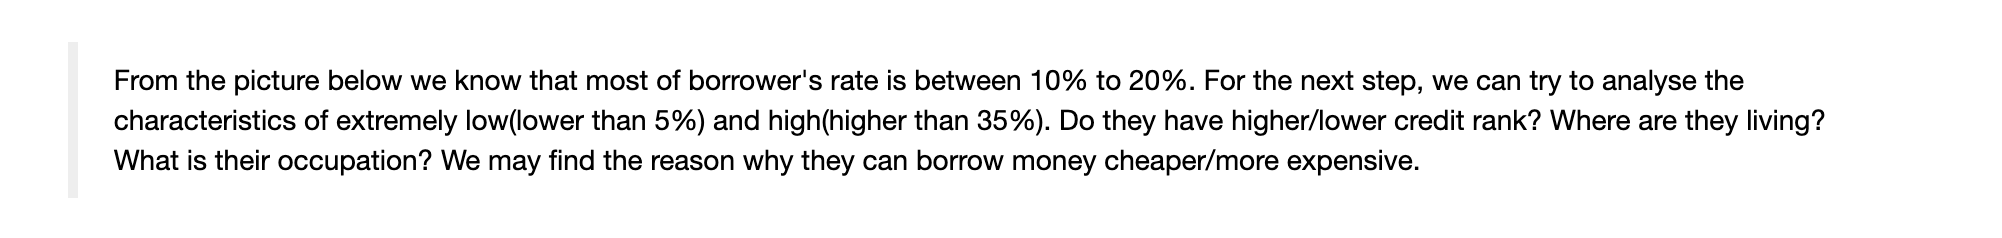 From the picture below we know that most of borrower's rate is between 10% to 20%. For the next step, we can try to analyse the
characteristics of extremely low(lower than 5%) and high(higher than 35%). Do they have higher/lower credit rank? Where are they living?
What is their occupation? We may find the reason why they can borrow money cheaper/more expensive.